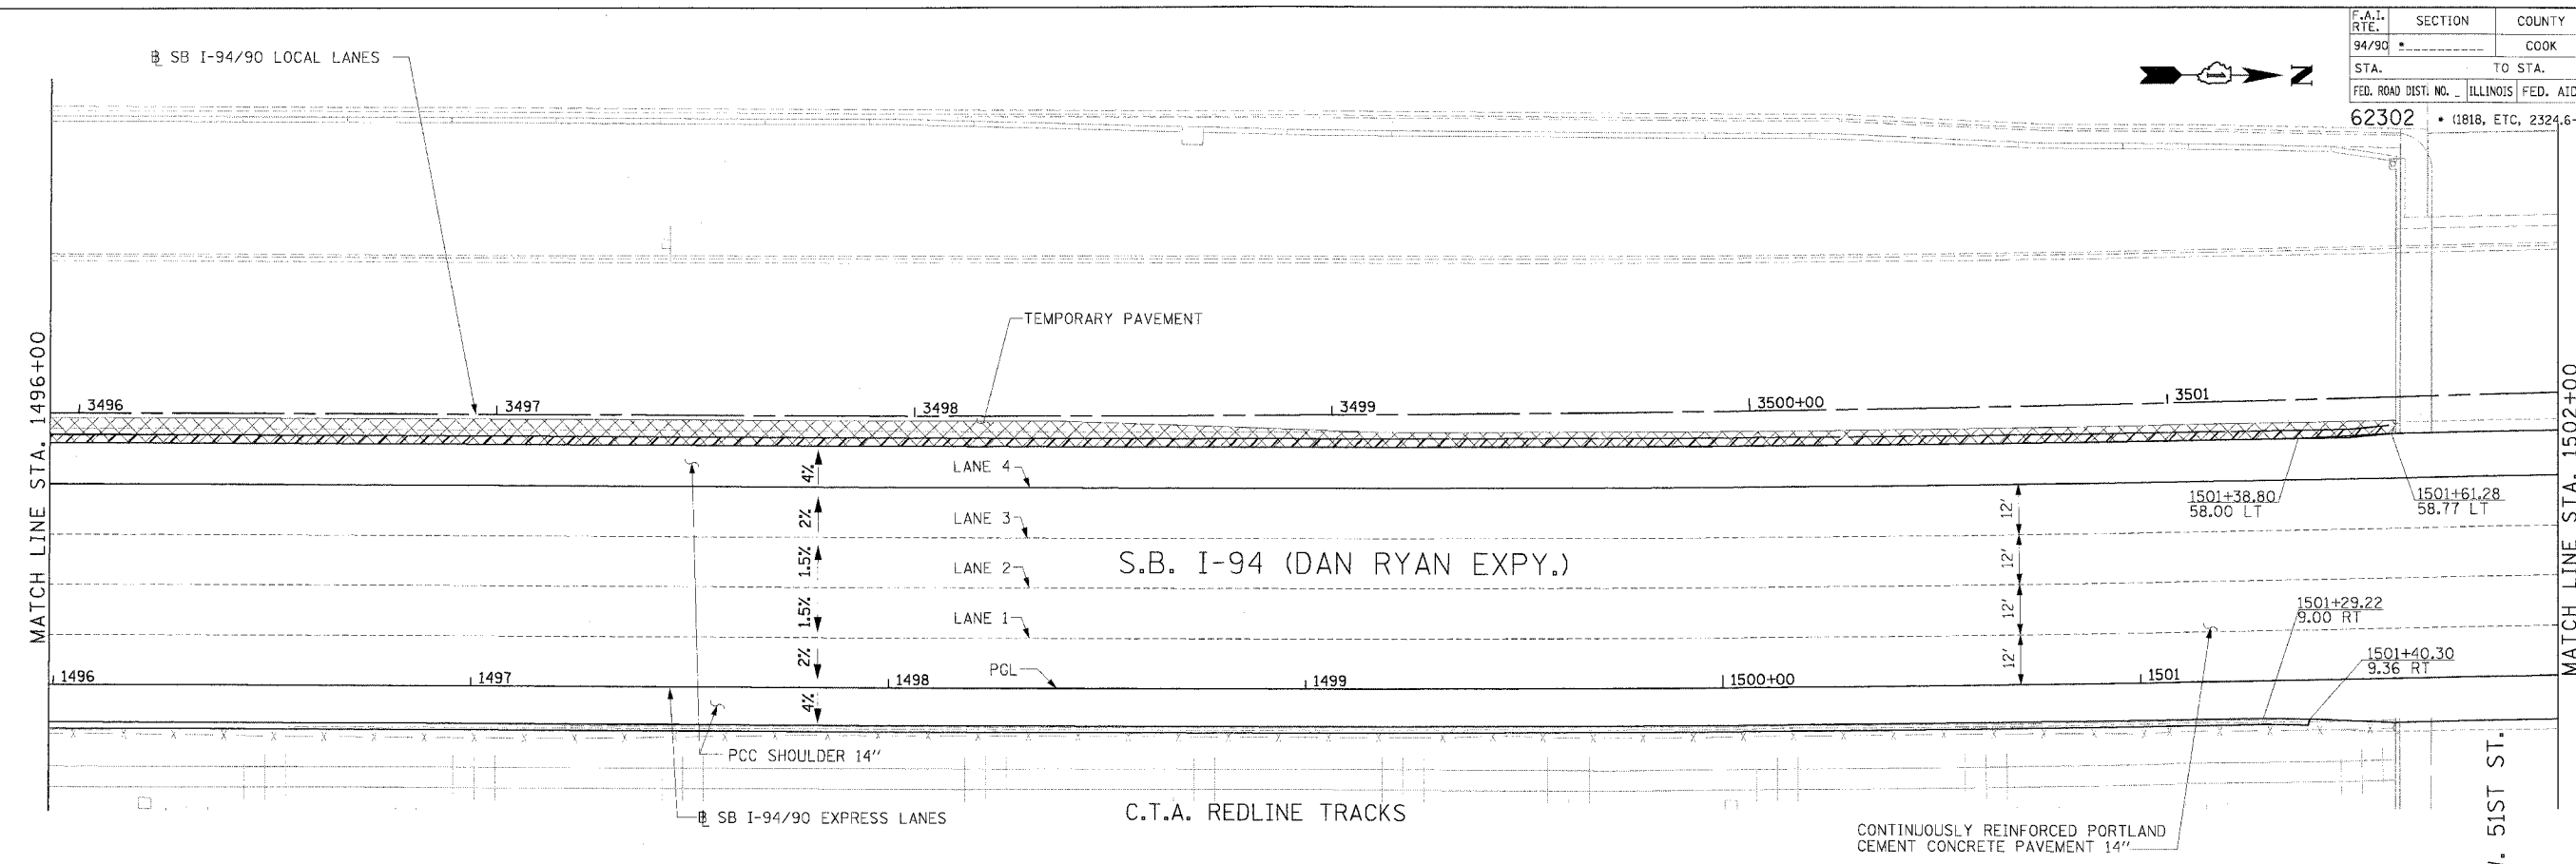 F.A.I. RTE.
SECTION
COUNTY
94/90
*
COOK
STA.
TO STA.
FED. ROAD DIST. NO. _
ILLINOIS
FED. AID
62302
* (1818, ETC, 2324.6-
N
B SB I-94/90 LOCAL LANES
TEMPORARY PAVEMENT
MATCH LINE STA. 1496+00
3496
3497
3498
3499
3500+00
3501
MATCH LINE STA. 1502+00
4%
LANE 4
2%
LANE 3
1.5%
LANE 2
1.5%
LANE 1
2%
4%
S.B. I-94 (DAN RYAN EXPY.)
12'
12'
12'
12'
1501+38.80
58.00 LT
1501+61.28
58.77 LT
1501+29.22
9.00 RT
1501+40.30
9.36 RT
1496
1497
1498
PGL
1499
1500+00
1501
PCC SHOULDER 14"
B SB I-94/90 EXPRESS LANES
C.T.A. REDLINE TRACKS
CONTINUOUSLY REINFORCED PORTLAND
CEMENT CONCRETE PAVEMENT 14"
51ST ST.